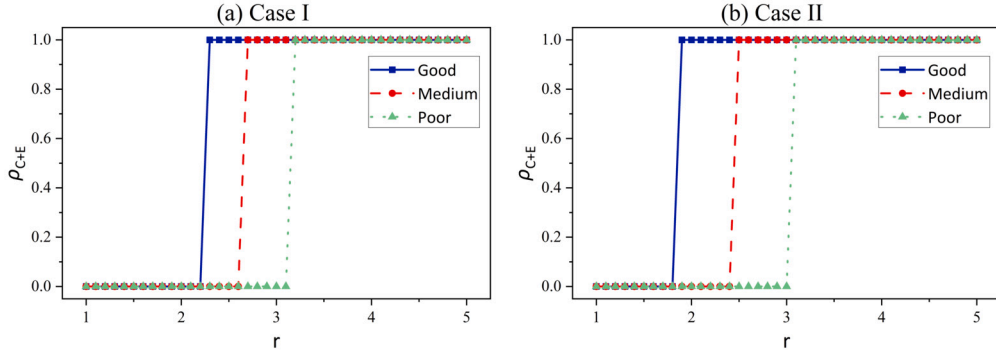 (a) Case I
1.0
0.8
0.6
0.4
0.2
0.0
ρC+E
Good
Medium
Poor
1 2 3 4 5
r
(b) Case II
1.0
0.8
0.6
0.4
0.2
0.0
ρC+E
Good
Medium
Poor
1 2 3 4 5
r